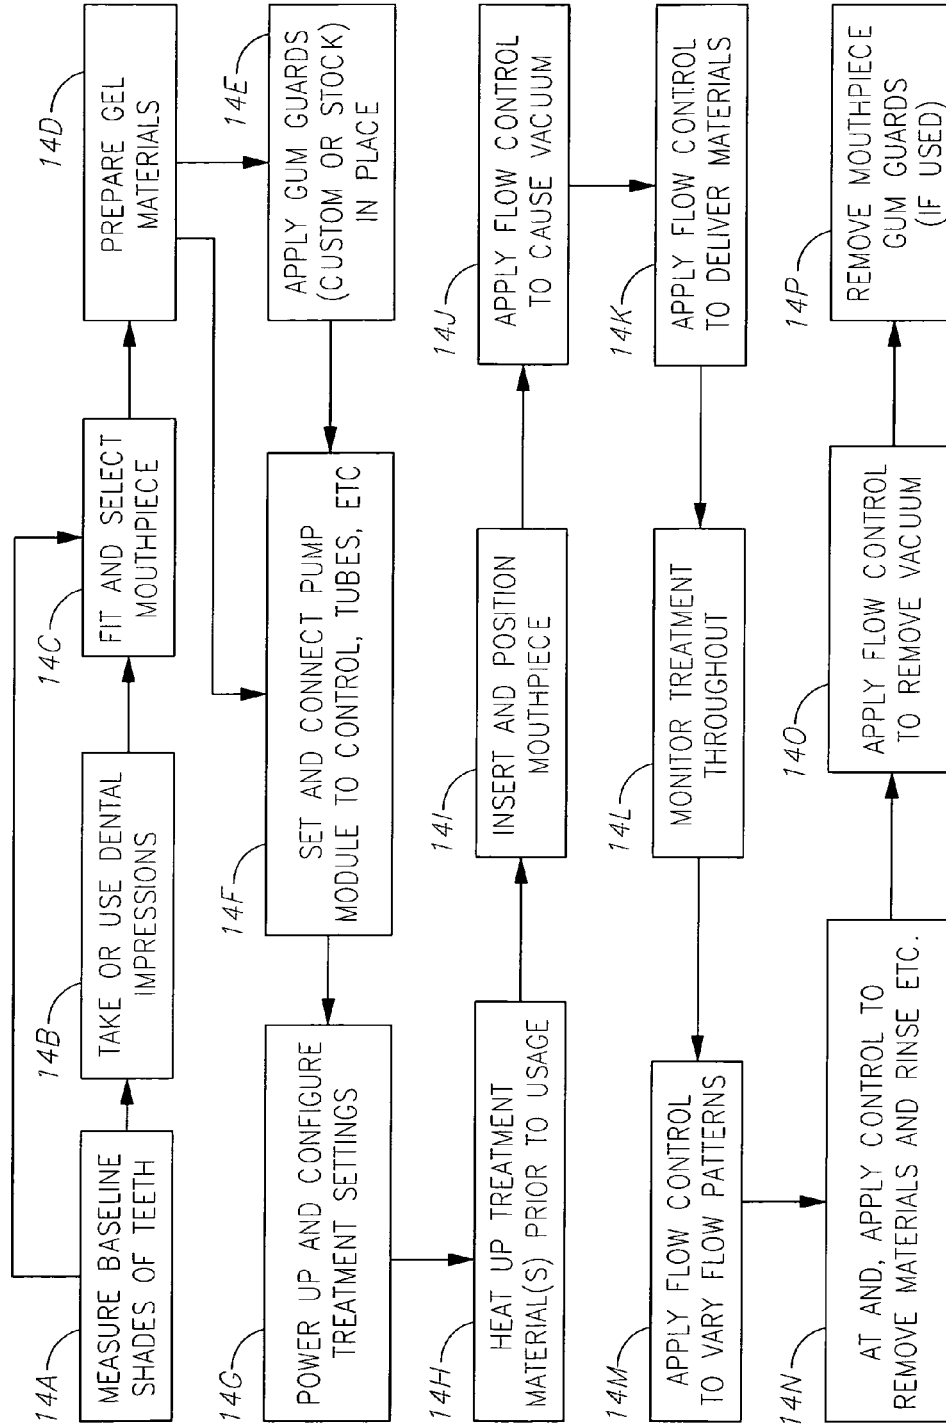 14A
MEASURE BASELINE
SHADES OF TEETH
14B
TAKE OR USE DENTAL
IMPRESSIONS
14C
FIT AND SELECT
MOUTHPIECE
14D
PREPARE GEL
MATERIALS
14E
APPLY GUM GUARDS
(CUSTOM OR STOCK)
IN PLACE
14F
SET AND CONNECT PUMP
MODULE TO CONTROL, TUBES, ETC
14G
POWER UP AND CONFIGURE
TREATMENT SETTINGS
14H
HEAT UP TREATMENT
MATERIAL(S) PRIOR TO USAGE
14I
INSERT AND POSITION
MOUTHPIECE
14J
APPLY FLOW CONTROL
TO CAUSE VACUUM
14K
APPLY FLOW CONTROL
TO DELIVER MATERIALS
14L
MONITOR TREATMENT
THROUGHOUT
14M
APPLY FLOW CONTROL
TO VARY FLOW PATTERNS
14N
AT AND, APPLY CONTROL TO
REMOVE MATERIALS AND RINSE ETC.
14O
APPLY FLOW CONTROL
TO REMOVE VACUUM
14P
REMOVE MOUTHPIECE
GUM GUARDS
(IF USED)